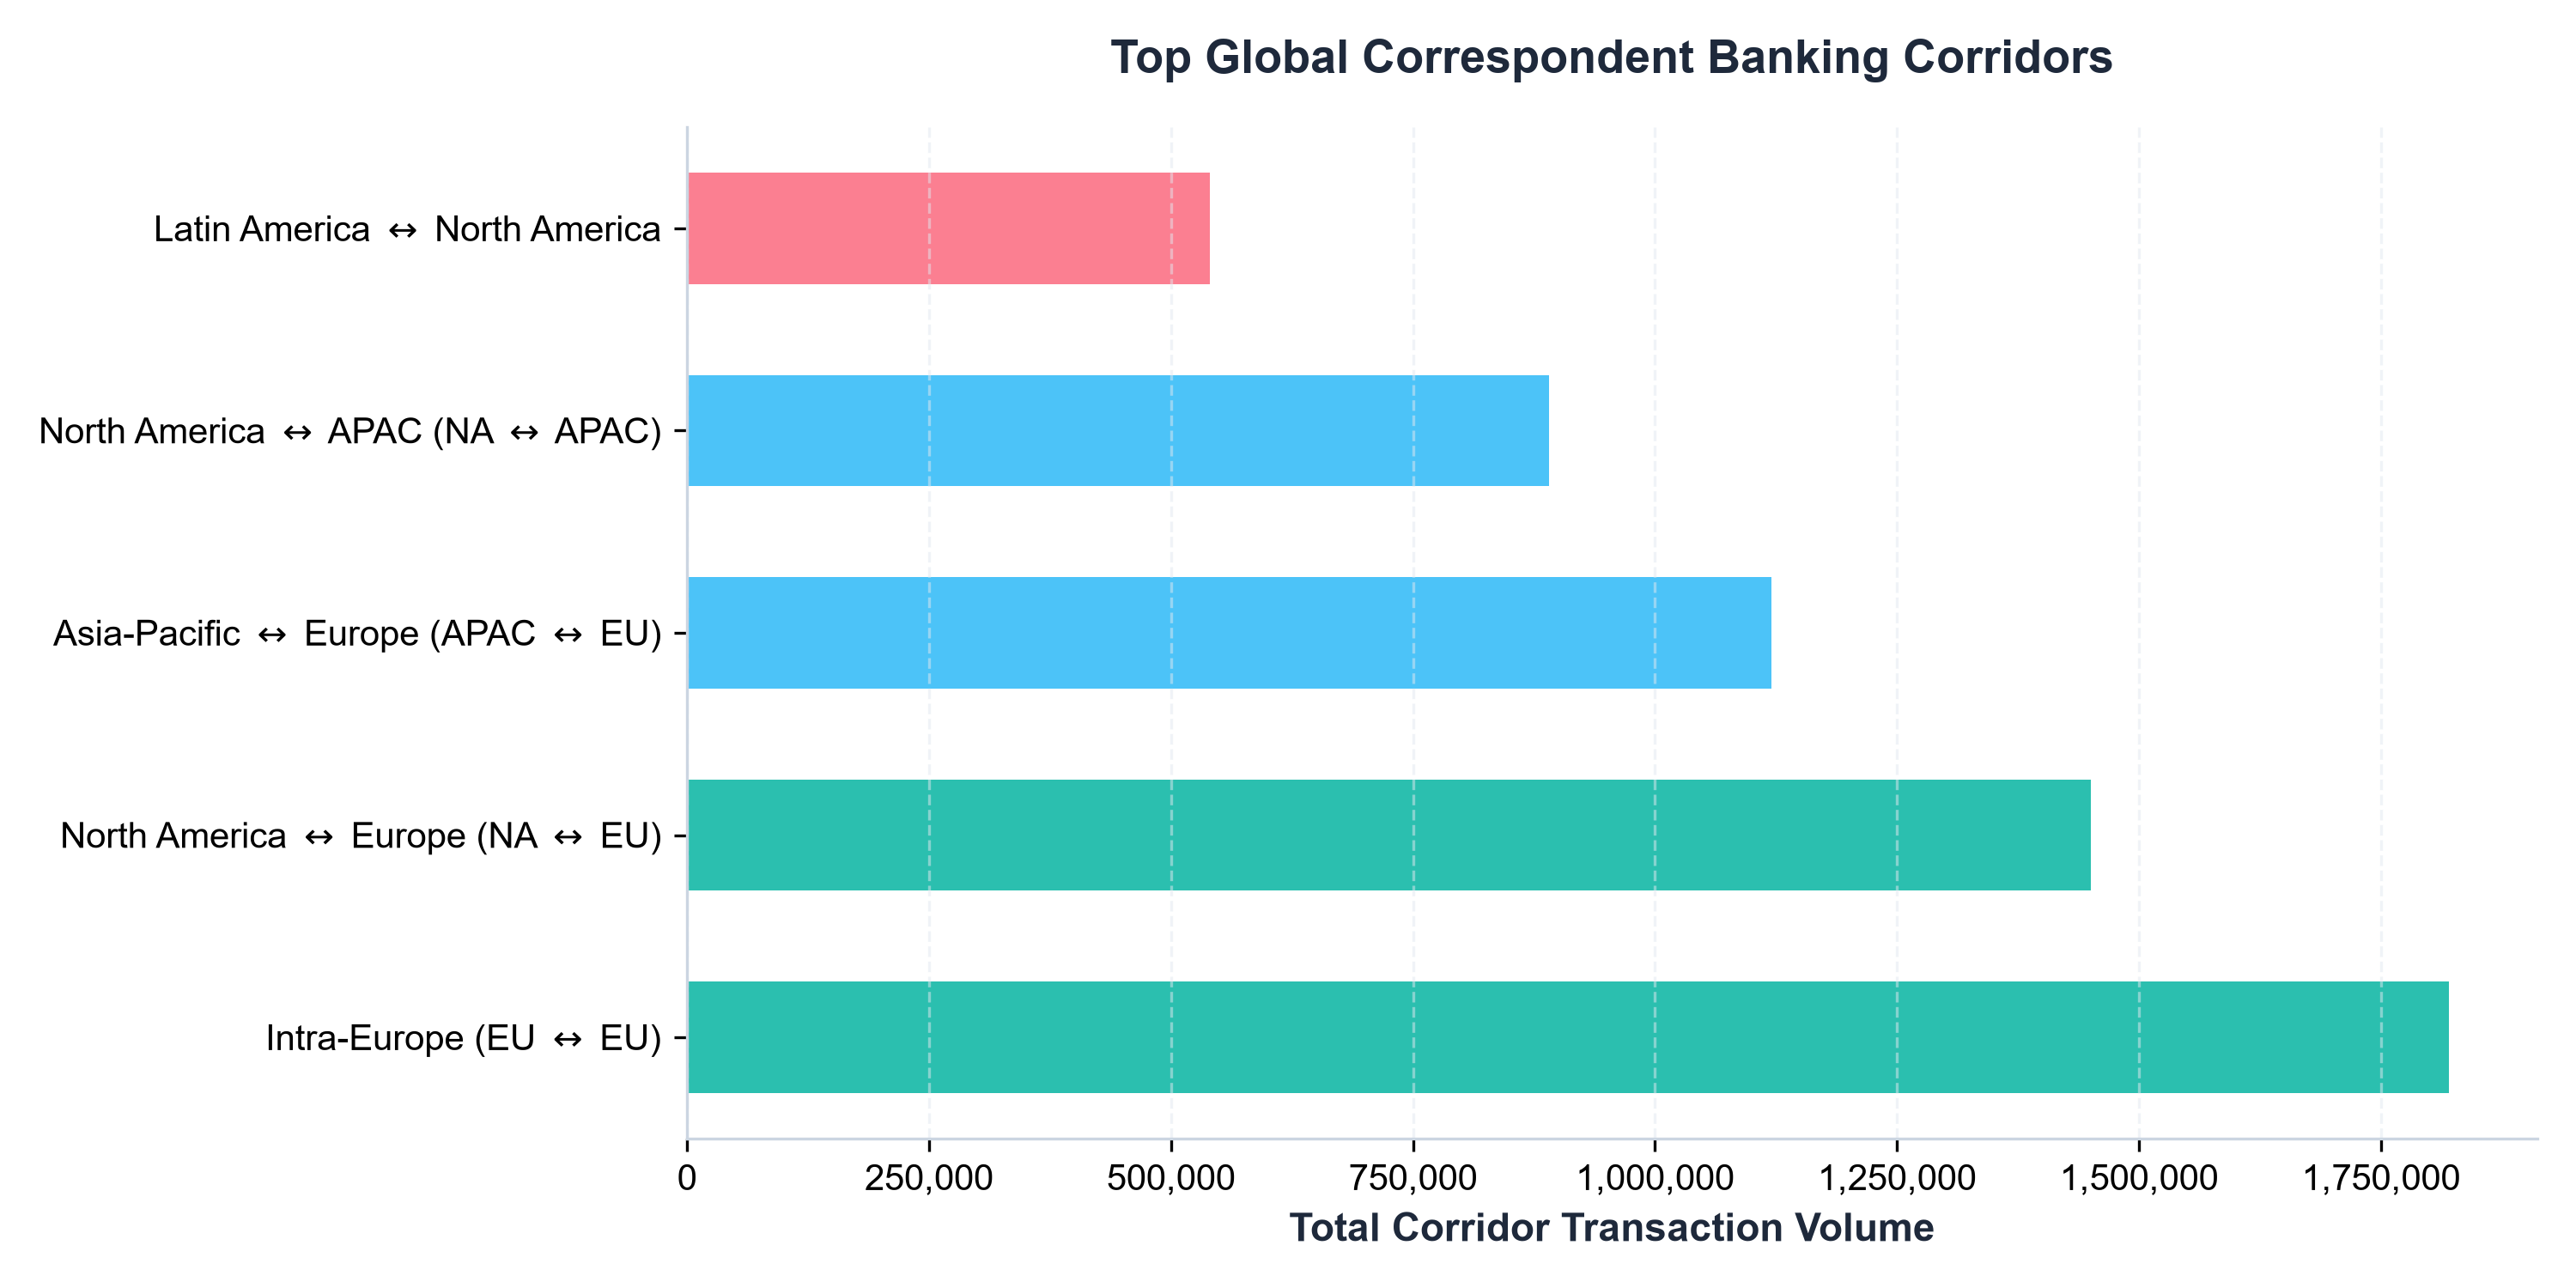 Top Global Correspondent Banking Corridors
Latin America ↔ North America
North America ↔ APAC (NA ↔ APAC)
Asia-Pacific ↔ Europe (APAC ↔ EU)
North America ↔ Europe (NA ↔ EU)
Intra-Europe (EU ↔ EU)
0 250,000 500,000 750,000 1,000,000 1,250,000 1,500,000 1,750,000
Total Corridor Transaction Volume